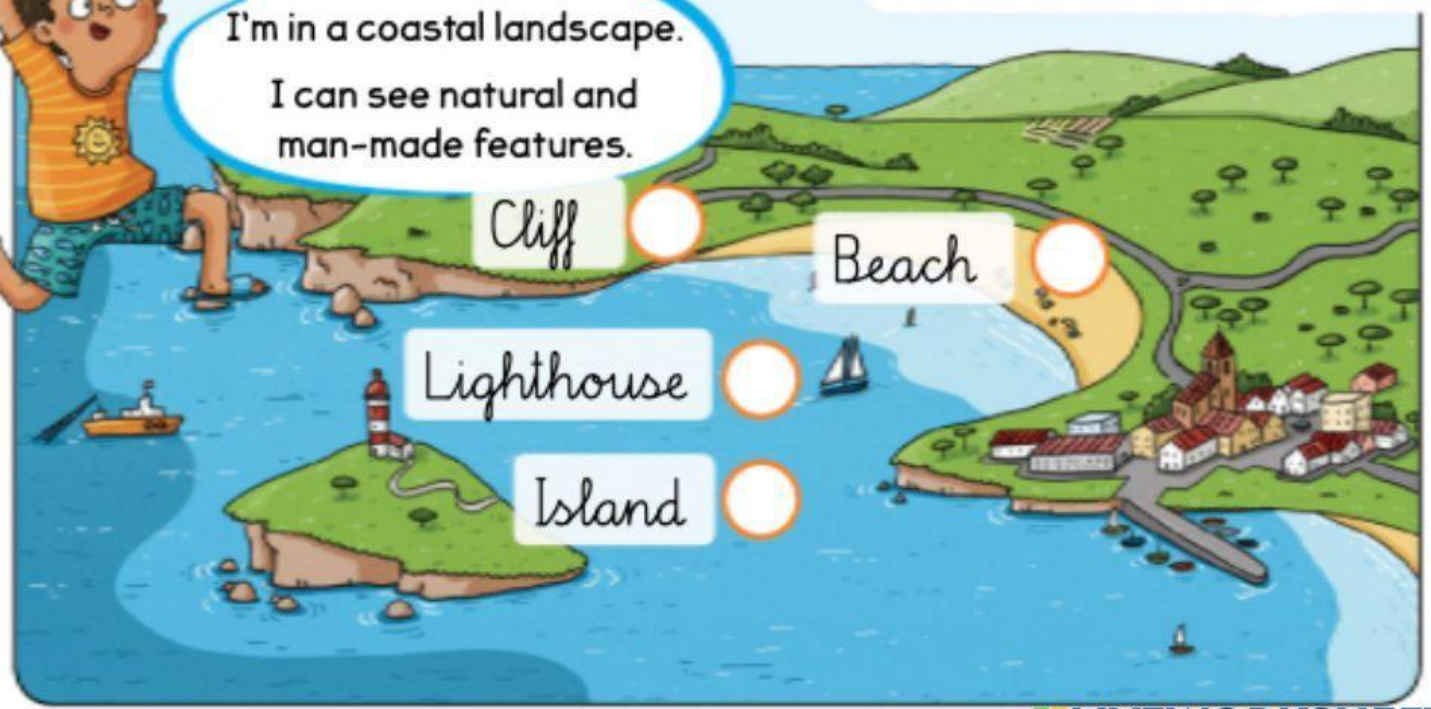 I'm in a coastal landscape.
I can see natural and
man-made features.
Cliff
Beach
Lighthouse
Island